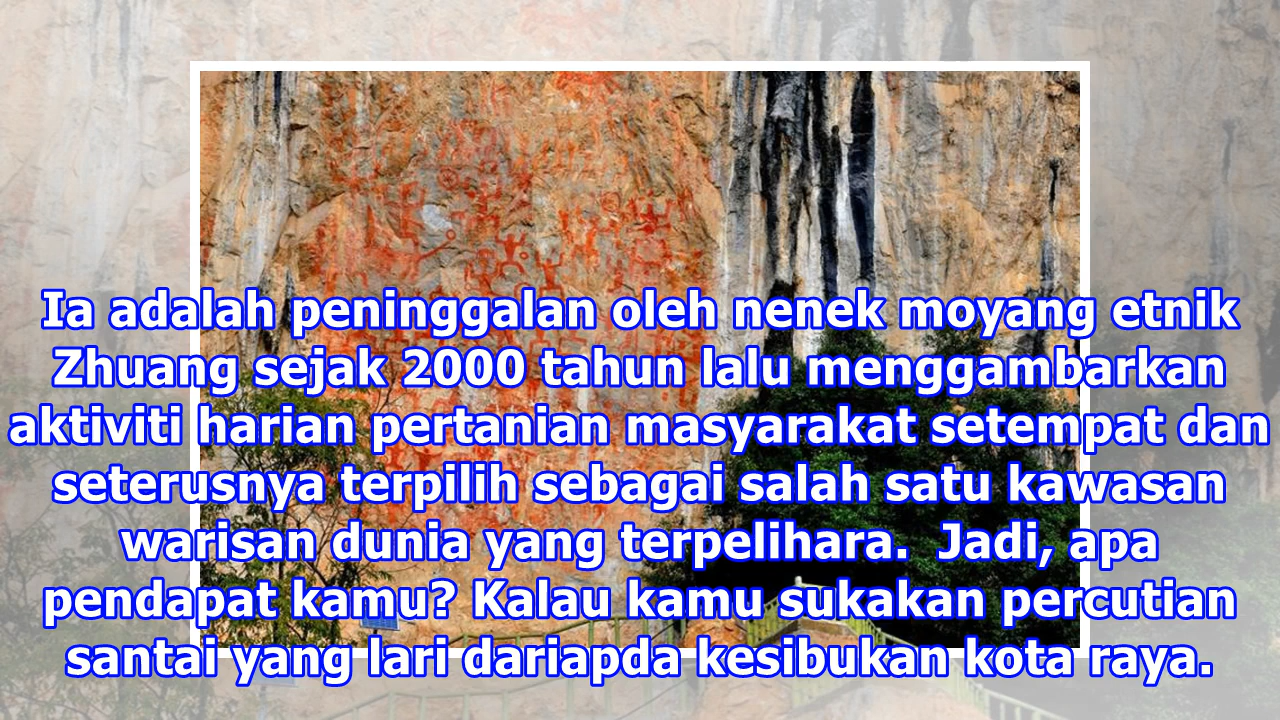 Ia adalah peninggalan oleh nenek moyang etnik
Zhuang sejak 2000 tahun lalu menggambarkan
aktiviti harian pertanian masyarakat setempat dan
seterusnya terpilih sebagai salah satu kawasan
warisan dunia yang terpelihara.  Jadi, apa
pendapat kamu? Kalau kamu sukakan percutian
santai yang lari dariapda kesibukan kota raya.